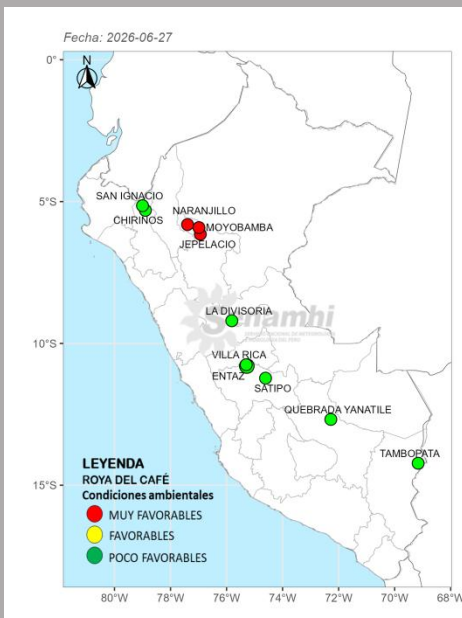 Fecha: 2026-06-27
N
0°
SAN IGNACIO
NARANJILLO
5°S
CHIRINOS
MOYOBAMBA
JEPELACIO
LA DIVISORIA
Senamhi
10°S
VILLA RICA
ENTAZ
SATIPO
QUEBRADA YANATILE
TAMBOPATA
LEYENDA
ROYA DEL CAFÉ
15°S
Condiciones ambientales
MUY FAVORABLES
FAVORABLES
POCO FAVORABLES
80°W
78°W
76°W
74°W
72°W
70°W
68°W